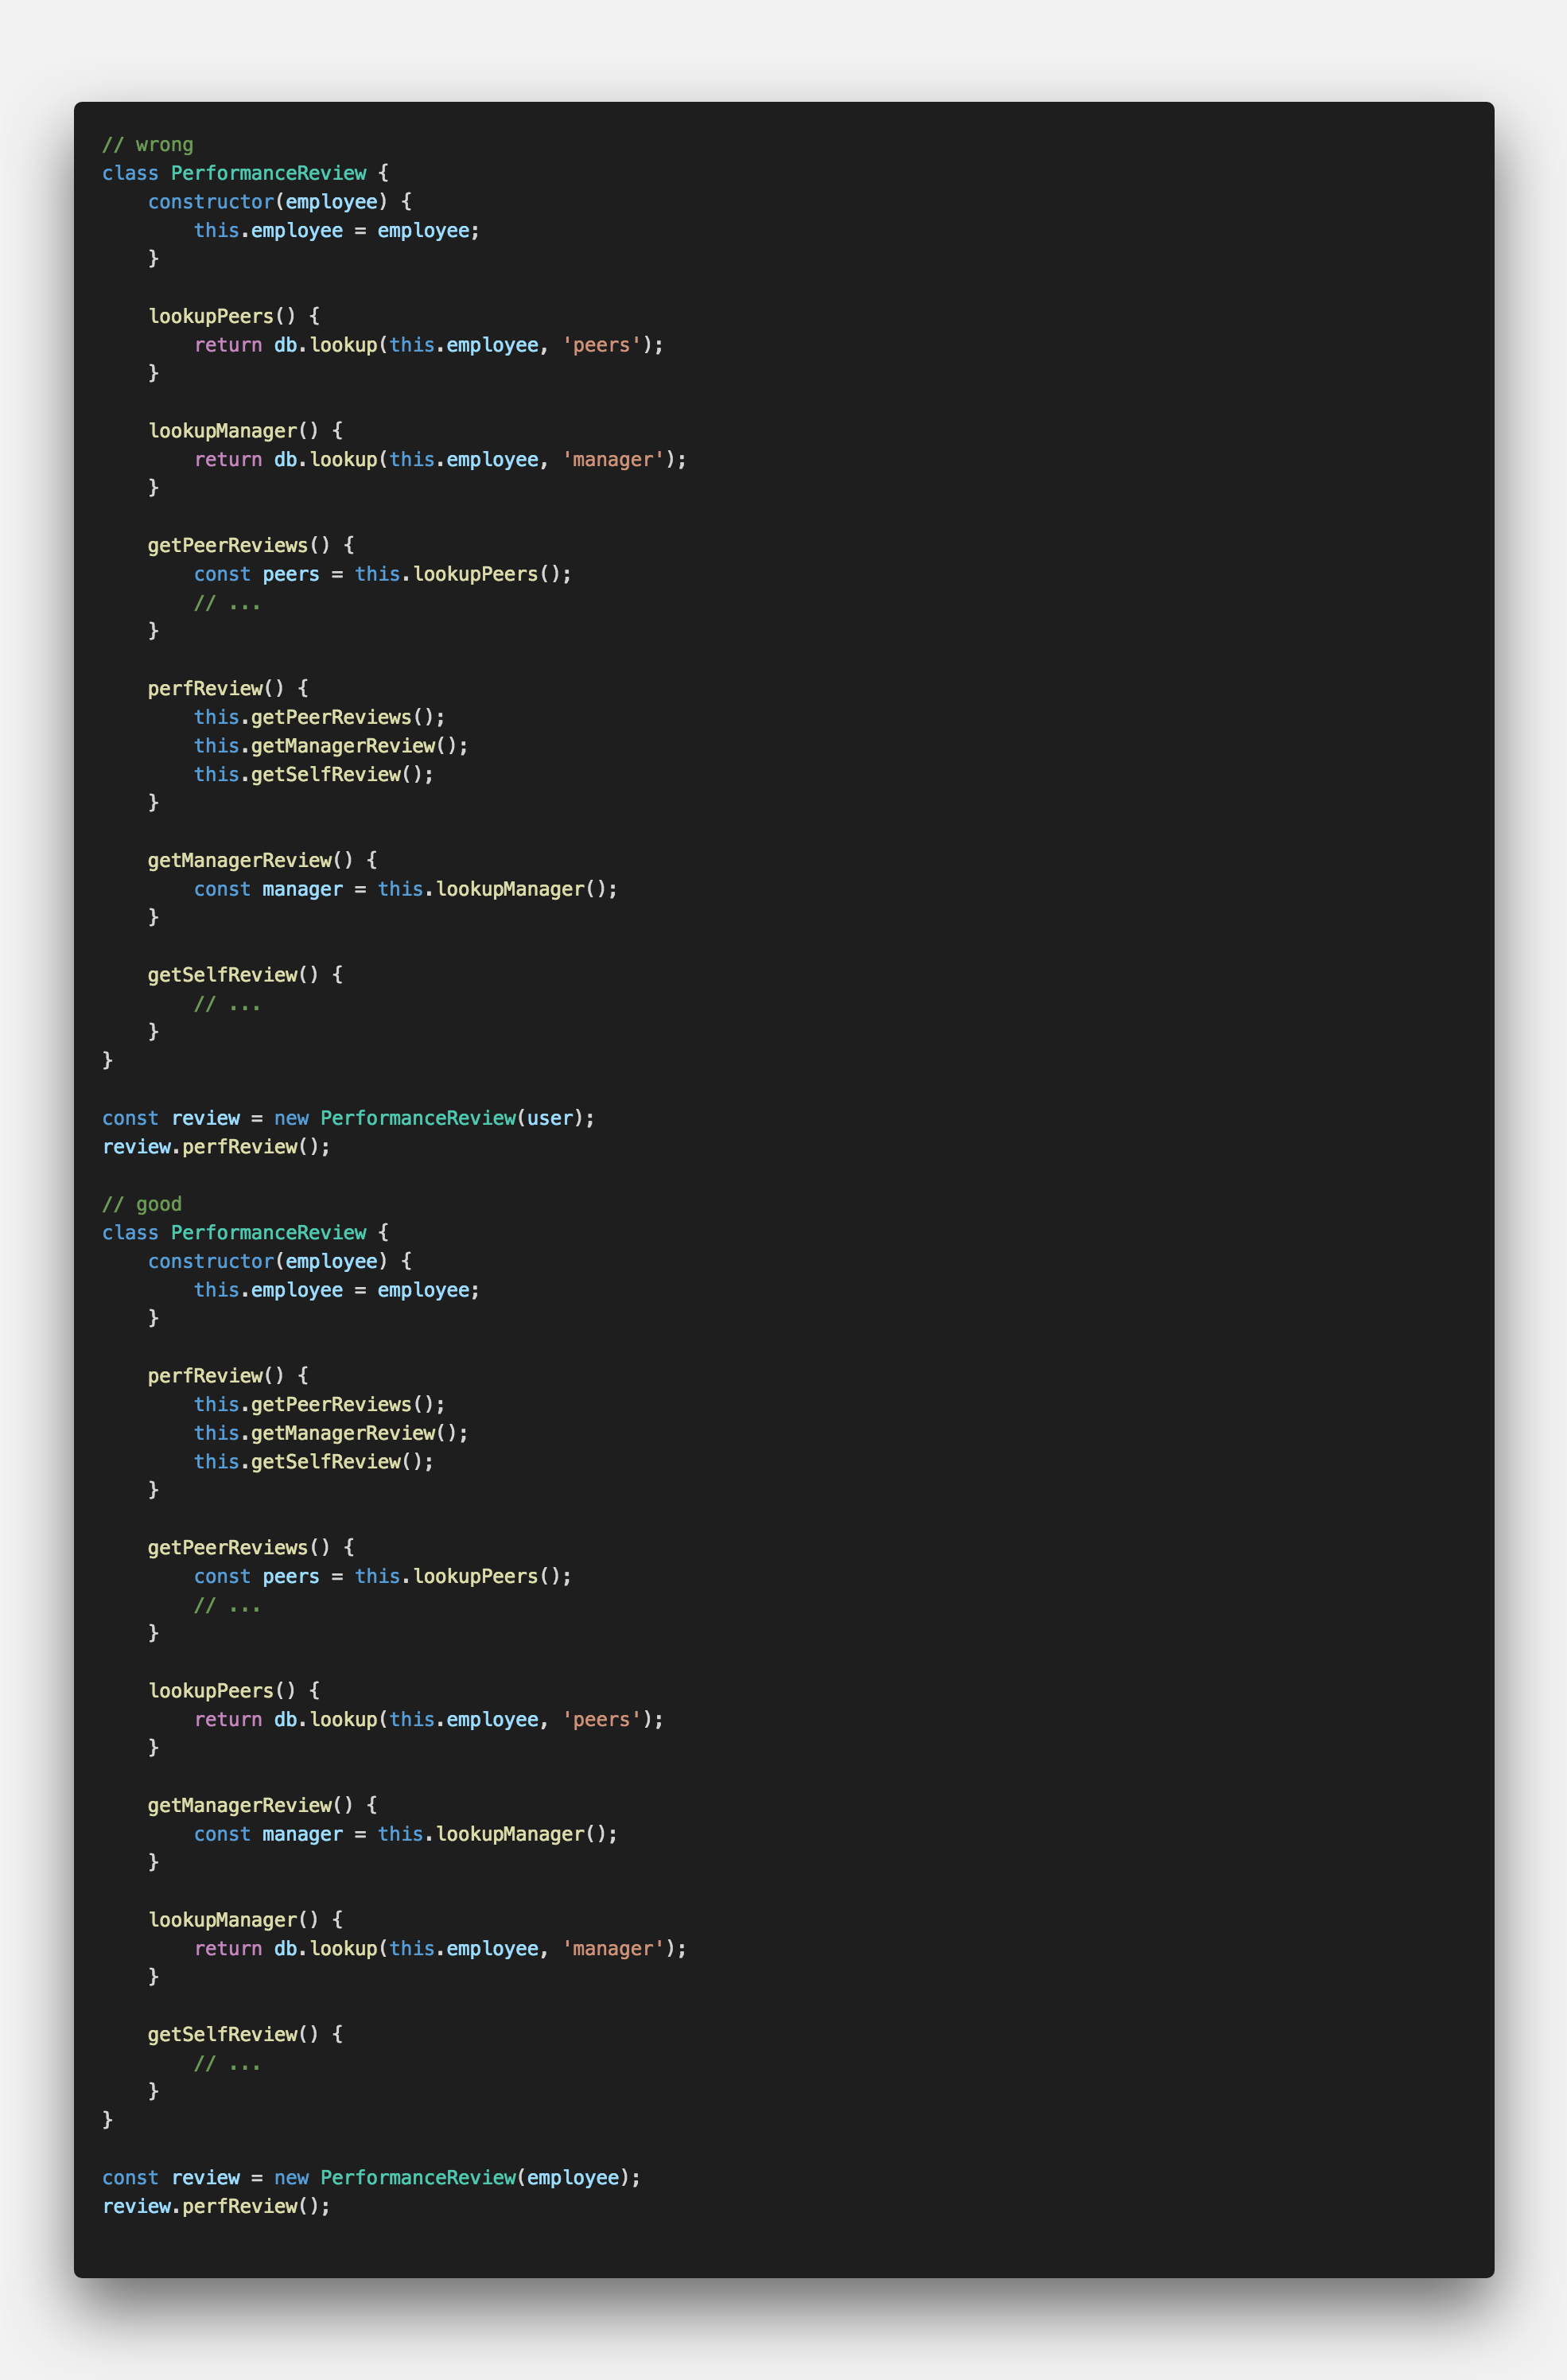 // wrong
class PerformanceReview {
    constructor(employee) {
        this.employee = employee;
    }

    lookupPeers() {
        return db.lookup(this.employee, 'peers');
    }

    lookupManager() {
        return db.lookup(this.employee, 'manager');
    }

    getPeerReviews() {
        const peers = this.lookupPeers();
        // ...
    }

    perfReview() {
        this.getPeerReviews();
        this.getManagerReview();
        this.getSelfReview();
    }

    getManagerReview() {
        const manager = this.lookupManager();
    }

    getSelfReview() {
        // ...
    }
}

const review = new PerformanceReview(user);
review.perfReview();

// good
class PerformanceReview {
    constructor(employee) {
        this.employee = employee;
    }

    perfReview() {
        this.getPeerReviews();
        this.getManagerReview();
        this.getSelfReview();
    }

    getPeerReviews() {
        const peers = this.lookupPeers();
        // ...
    }

    lookupPeers() {
        return db.lookup(this.employee, 'peers');
    }

    getManagerReview() {
        const manager = this.lookupManager();
    }

    lookupManager() {
        return db.lookup(this.employee, 'manager');
    }

    getSelfReview() {
        // ...
    }
}

const review = new PerformanceReview(employee);
review.perfReview();